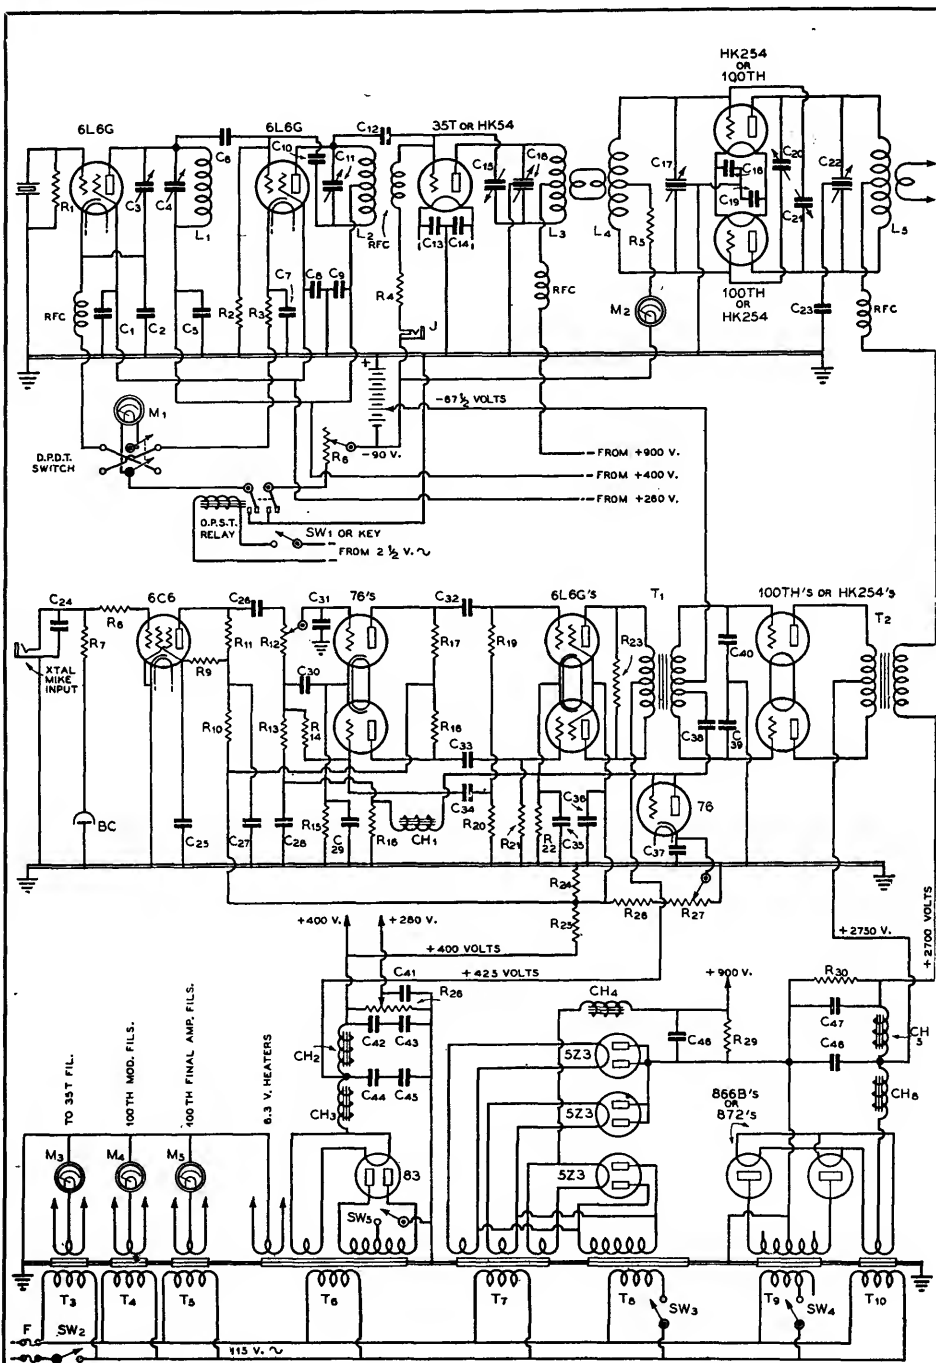 HK254
OR
100TH
6L6G
6L6G
C6
C10
C11
C12
35T OR HK54
C15
C16
C17
C18
C19
C20
C21
C22
R1
C3
C4
L1
L2
RFC
C13
C14
L3
L4
R5
L5
RFC
C1
C2
C5
R2
R3
C7
C8
C9
R4
J
RFC
M2
100TH
OR
HK254
C23
RFC
M1
D.P.D.T.
SWITCH
+
R6
-67 1/2 VOLTS
-90 V.
FROM +900 V.
FROM +400 V.
FROM +260 V.
D.P.S.T.
RELAY
SW1 OR KEY
FROM 2 1/2 V. ~
C24
R8
6C6
C26
C31
76'S
C32
6L6G'S
T1
100TH'S OR HK254'S
T2
R7
R11
R12
R17
R19
R23
C40
XTAL
MIKE
INPUT
R9
C30
R10
R13
R14
R18
C33
C38
C39
C34
76
BC
C25
C27
C28
R15
C29
R16
CH1
R20
R21
R22
C36
C35
C37
R24
R26
R27
R25
+400 V.
+260 V.
+400 VOLTS
+425 VOLTS
+2750 V.
+2700 VOLTS
C41
R28
+900 V.
R30
CH4
C47
CH5
CH2
C42
C43
5Z3
C46
R29
C46
C44
C45
CH3
5Z3
866B'S
OR
872'S
CH6
TO 35T FIL.
100TH MOD. FILS.
100TH FINAL AMP. FILS.
6.3 V. HEATERS
M3
M4
M5
83
5Z3
SW5
T3
T4
T5
T6
T7
T8
SW3
T9
SW4
T10
F
SW2
115 V. ~